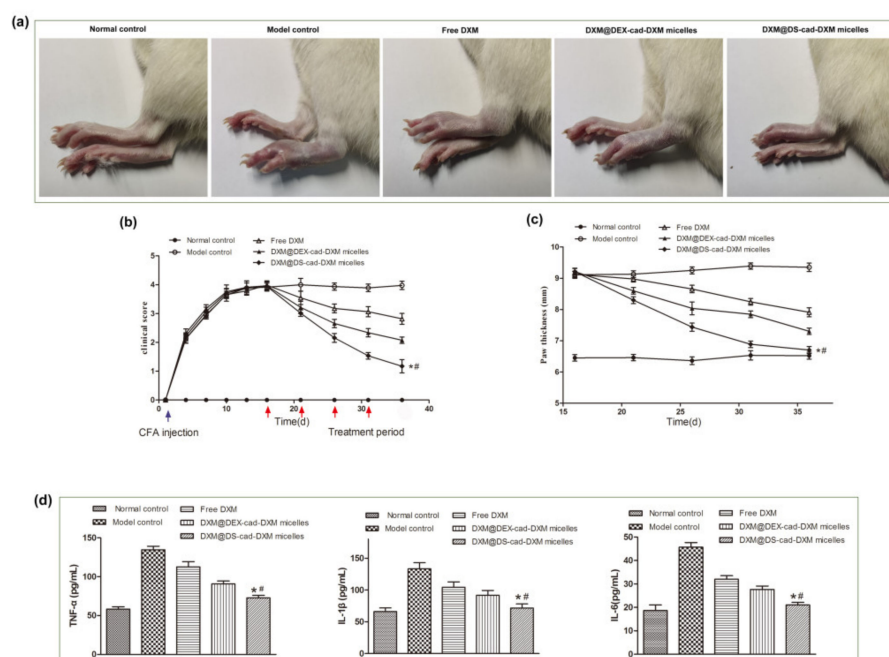 (a)
Normal control
Model control
Free DXM
DXM@DEX-cad-DXM micelles
DXM@DS-cad-DXM micelles
(b)
Normal control
Model control
Free DXM
DXM@DEX-cad-DXM micelles
DXM@DS-cad-DXM micelles
clinical score
5
4
3
2
1
0
*#
0 10 20 30 40
Time(d)
CFA injection
Treatment period
(c)
Normal control
Model control
Free DXM
DXM@DEX-cad-DXM micelles
DXM@DS-cad-DXM micelles
Paw thickness (mm)
10
9
8
7
6
5
*#
15 20 25 30 35 40
Time(d)
(d)
Normal control
Model control
Free DXM
DXM@DEX-cad-DXM micelles
DXM@DS-cad-DXM micelles
TNF-α (pg/mL)
150
100
50
0
* #
Normal control
Model control
Free DXM
DXM@DEX-cad-DXM micelles
DXM@DS-cad-DXM micelles
IL-1β (pg/mL)
200
150
100
50
0
* #
Normal control
Model control
Free DXM
DXM@DEX-cad-DXM micelles
DXM@DS-cad-DXM micelles
IL-6(pg/mL)
60
50
40
30
20
10
0
*#